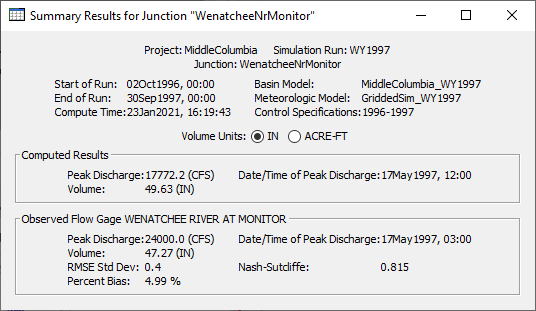 Summary Results for Junction "WenatcheeNrMonitor"
Project: MiddleColumbia Simulation Run: WY1997
Junction: WenatcheeNrMonitor
Start of Run: 02Oct1996, 00:00 Basin Model: MiddleColumbia_WY1997
End of Run: 30Sep1997, 00:00 Meteorologic Model: GriddedSim_WY1997
Compute Time:23Jan2021, 16:19:43 Control Specifications:1996-1997
Volume Units: IN ACRE-FT
Computed Results
Peak Discharge:17772.2 (CFS) Date/Time of Peak Discharge:17May1997, 12:00
Volume: 49.63 (IN)
Observed Flow Gage WENATCHEE RIVER AT MONITOR
Peak Discharge:24000.0 (CFS) Date/Time of Peak Discharge:17May1997, 03:00
Volume: 47.27 (IN)
RMSE Std Dev: 0.4 Nash-Sutcliffe: 0.815
Percent Bias: 4.99 %